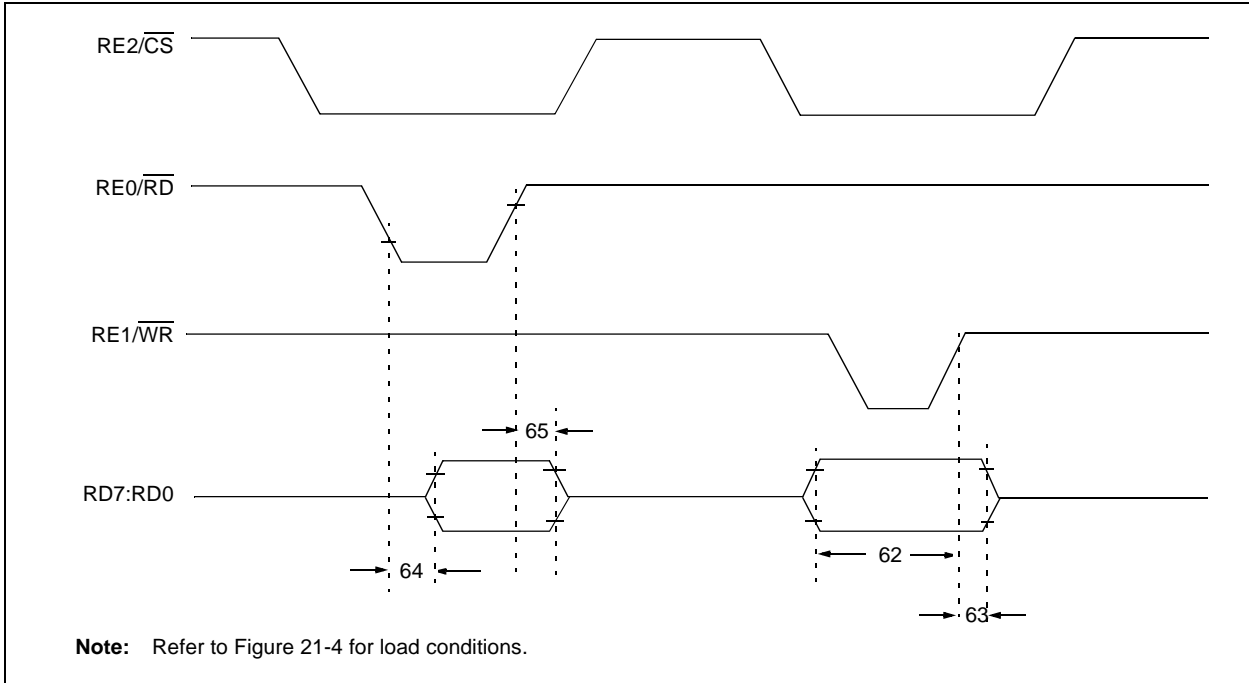 RE2/CS
RE0/RD
RE1/WR
65
RD7:RD0
62
64
63
Note: Refer to Figure 21-4 for load conditions.